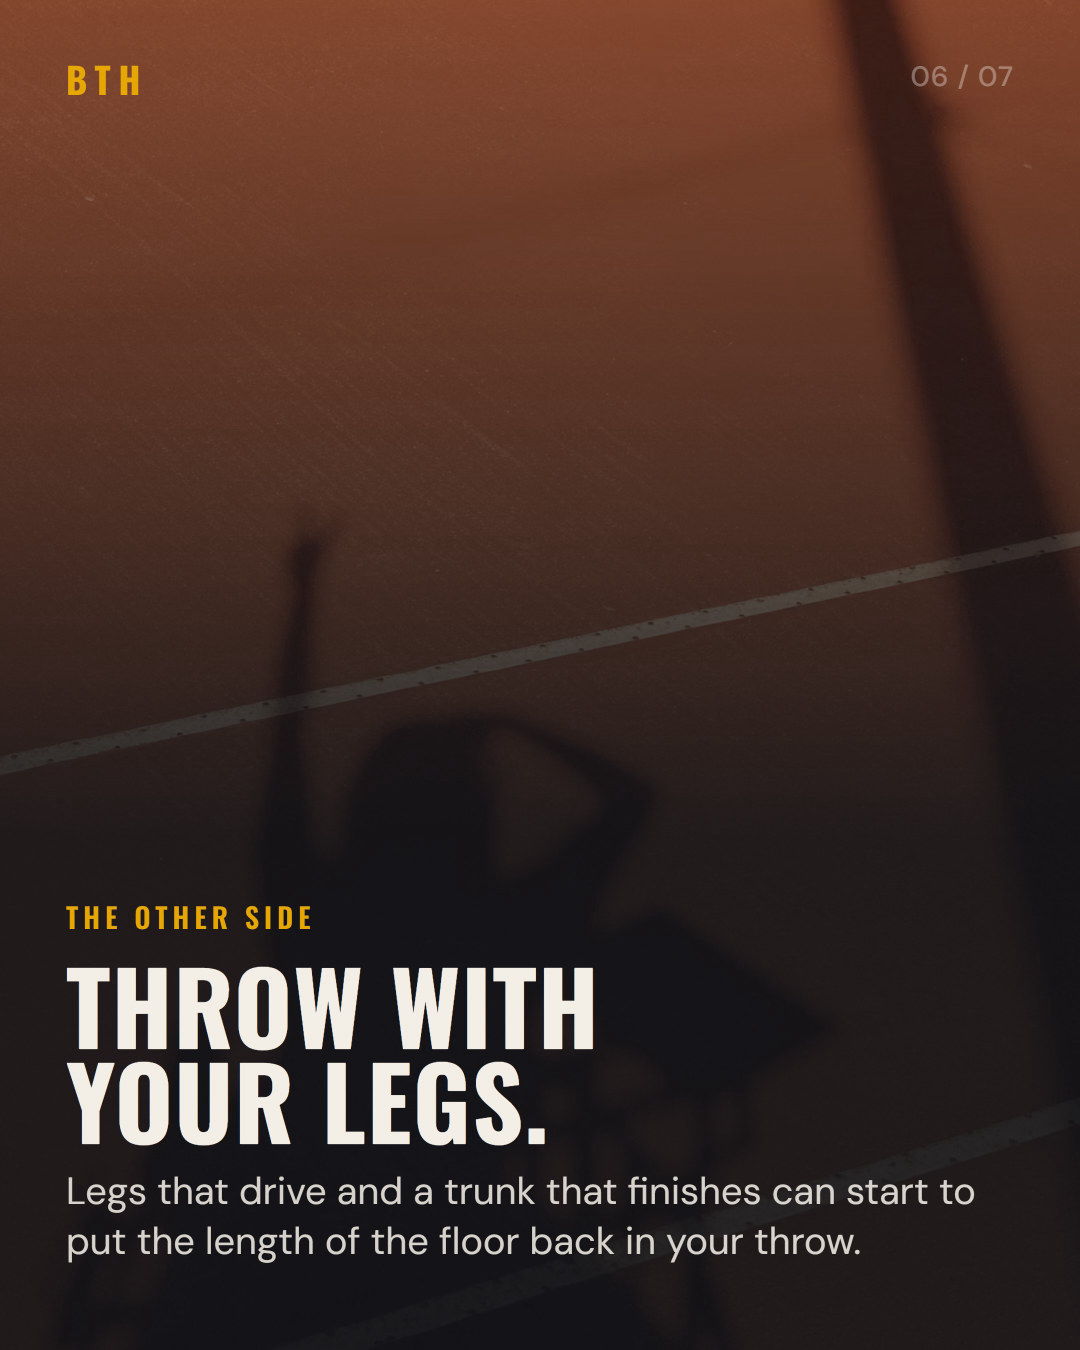 BTH
06 / 07
THE OTHER SIDE
THROW WITH
YOUR LEGS.
Legs that drive and a trunk that finishes can start to
put the length of the floor back in your throw.